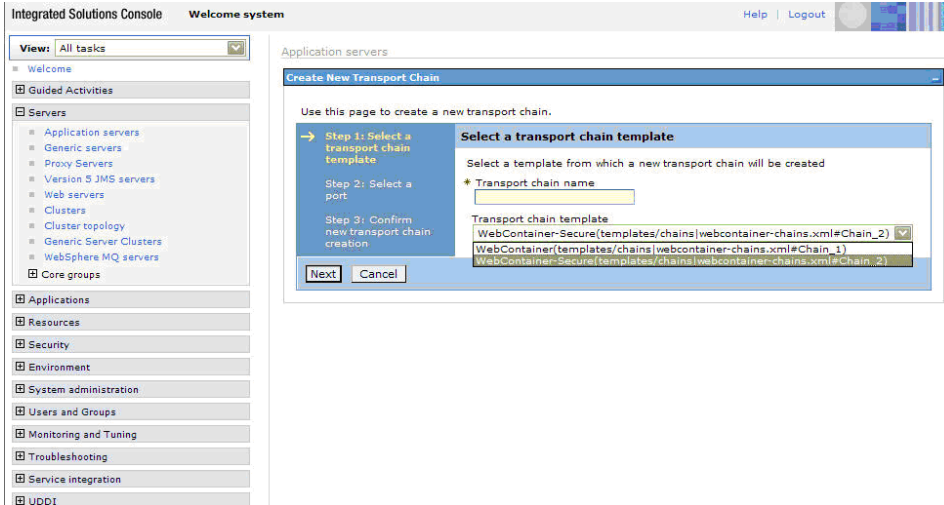 Integrated Solutions Console Welcome system
Help | Logout
View: All tasks
Welcome
Guided Activities
Servers
Application servers
Generic servers
Proxy Servers
Version 5 JMS servers
Web servers
Clusters
Cluster topology
Generic Server Clusters
WebSphere MQ servers
Core groups
Applications
Resources
Security
Environment
System administration
Users and Groups
Monitoring and Tuning
Troubleshooting
Service integration
UDDI
Application servers
Create New Transport Chain
Use this page to create a new transport chain.
Step 1: Select a
transport chain
template
Step 2: Select a
port
Step 3: Confirm
new transport chain
creation
Select a transport chain template
Select a template from which a new transport chain will be created
* Transport chain name
Transport chain template
WebContainer-Secure(templates/chains|webcontainer-chains.xml#Chain_2)
WebContainer(templates/chains|webcontainer-chains.xml#Chain_1)
WebContainer-Secure(templates/chains|webcontainer-chains.xml#Chain_2)
Next Cancel